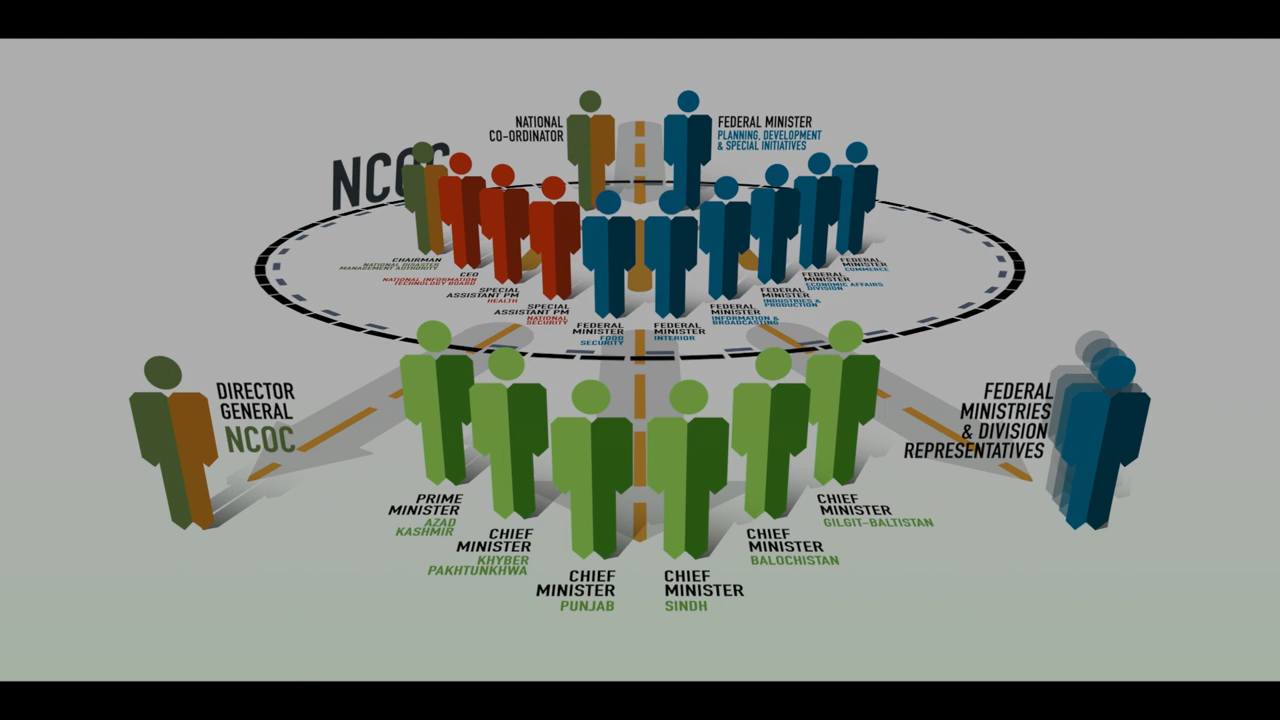 NATIONAL
CO-ORDINATOR
FEDERAL MINISTER
PLANNING, DEVELOPMENT
& SPECIAL INITIATIVES
NCOC
CHAIRMAN
NATIONAL DISASTER
MANAGEMENT AUTHORITY
CEO
NATIONAL INFORMATION
TECHNOLOGY BOARD
SPECIAL
ASSISTANT PM
HEALTH
SPECIAL
ASSISTANT PM
NATIONAL
SECURITY
FEDERAL
MINISTER
FOOD
SECURITY
FEDERAL
MINISTER
INTERIOR
FEDERAL
MINISTER
INFORMATION &
BROADCASTING
FEDERAL
MINISTER
INDUSTRIES &
PRODUCTION
FEDERAL
MINISTER
ECONOMIC AFFAIRS
DIVISION
FEDERAL
MINISTER
COMMERCE
DIRECTOR
GENERAL
NCOC
FEDERAL
MINISTRIES
& DIVISION
REPRESENTATIVES
PRIME
MINISTER
AZAD
KASHMIR
CHIEF
MINISTER
KHYBER
PAKHTUNKHWA
CHIEF
MINISTER
PUNJAB
CHIEF
MINISTER
SINDH
CHIEF
MINISTER
BALOCHISTAN
CHIEF
MINISTER
GILGIT-BALTISTAN